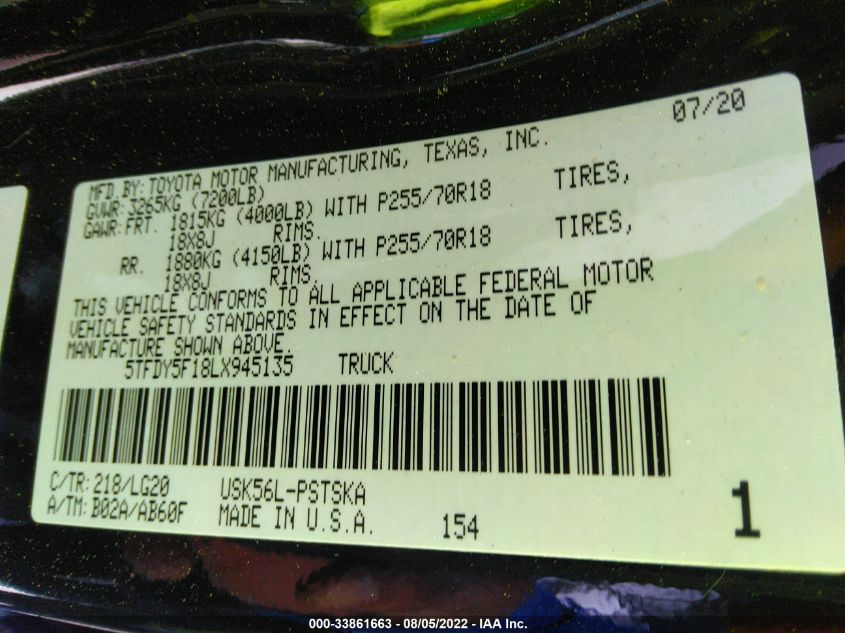 07/20
MFD. BY: TOYOTA MOTOR MANUFACTURING, TEXAS, INC.
GVWR: 3265KG (7200LB)
GAWR: FRT. 1815KG (4000LB) WITH P255/70R18 TIRES,
18X8J RIMS.
RR. 1880KG (4150LB) WITH P255/70R18 TIRES,
18X8J RIMS.
THIS VEHICLE CONFORMS TO ALL APPLICABLE FEDERAL MOTOR
VEHICLE SAFETY STANDARDS IN EFFECT ON THE DATE OF
MANUFACTURE SHOWN ABOVE.
5TFDY5F18LX945135 TRUCK
C/TR: 218/LG20 USK56L-PSTSKA
A/TM: B02A/AB60F MADE IN U.S.A. 154 1
000-33861663 - 08/05/2022 - IAA Inc.